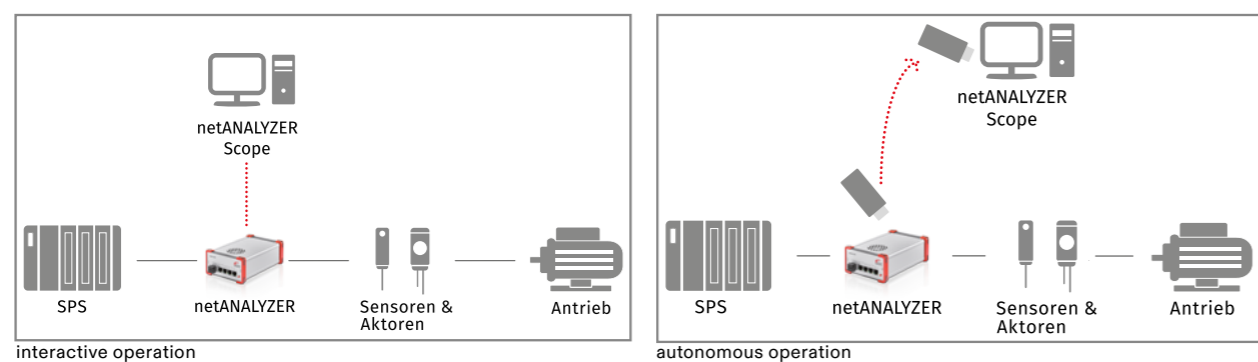 netANALYZER
Scope
SPS
netANALYZER
Sensoren &
Aktoren
Antrieb
interactive operation
netANALYZER
Scope
SPS
netANALYZER
Sensoren &
Aktoren
Antrieb
autonomous operation